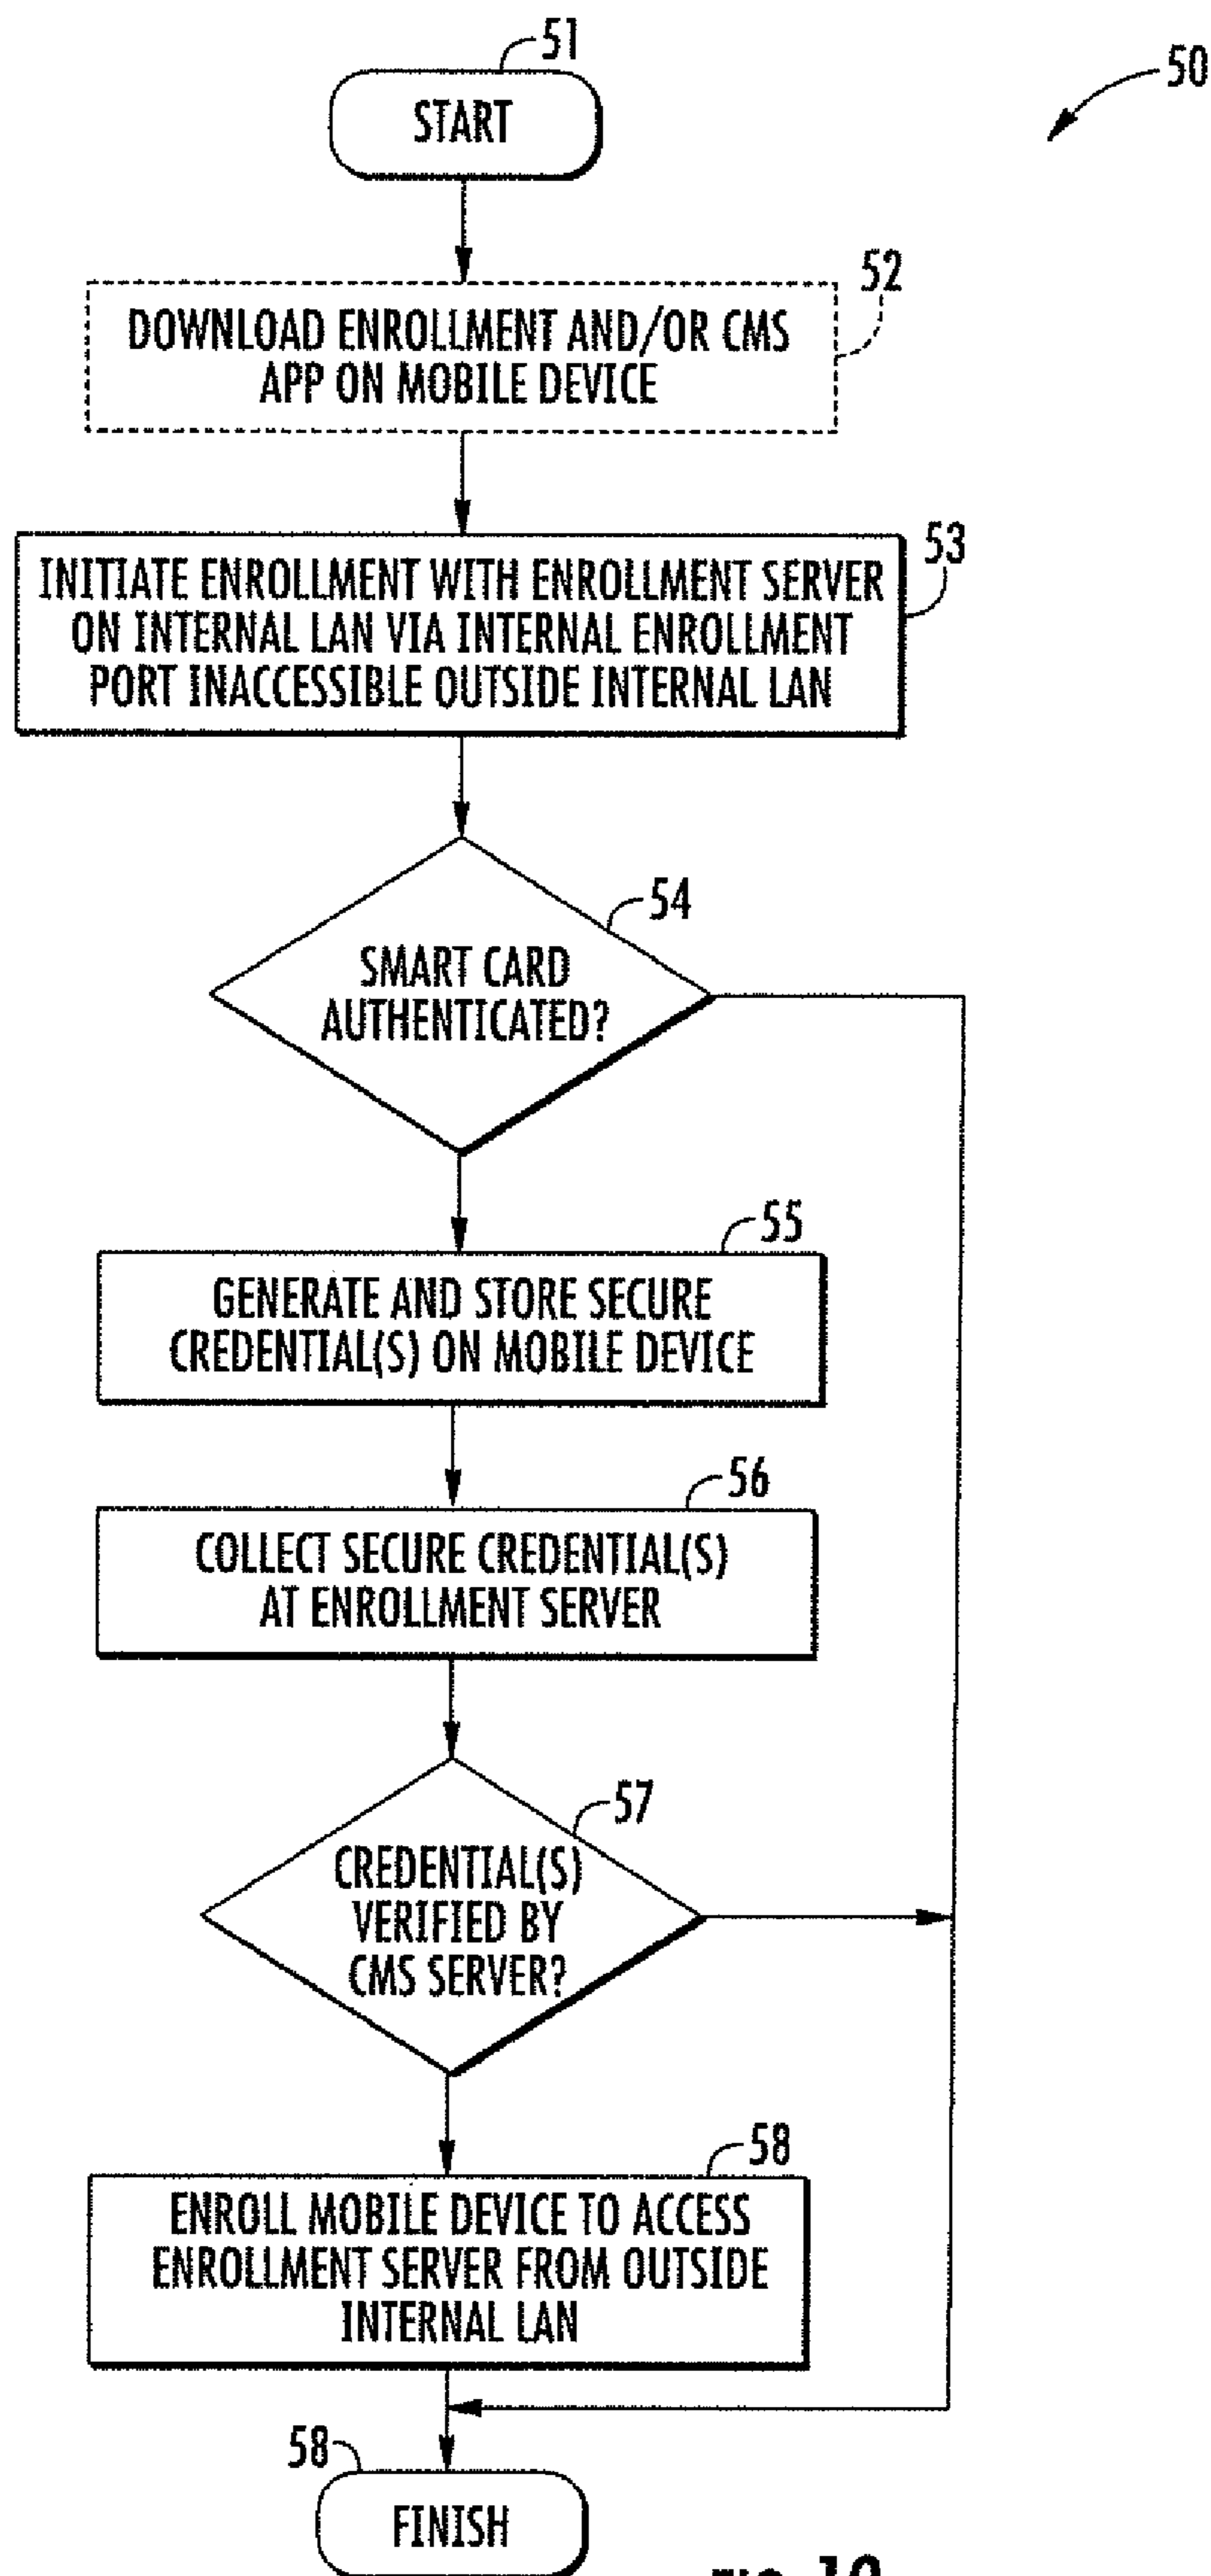 51
50
START
52
DOWNLOAD ENROLLMENT AND/OR CMS
APP ON MOBILE DEVICE
53
INITIATE ENROLLMENT WITH ENROLLMENT SERVER
ON INTERNAL LAN VIA INTERNAL ENROLLMENT
PORT INACCESSIBLE OUTSIDE INTERNAL LAN
54
SMART CARD
AUTHENTICATED?
55
GENERATE AND STORE SECURE
CREDENTIAL(S) ON MOBILE DEVICE
56
COLLECT SECURE CREDENTIAL(S)
AT ENROLLMENT SERVER
57
CREDENTIAL(S)
VERIFIED BY
CMS SERVER?
58
ENROLL MOBILE DEVICE TO ACCESS
ENROLLMENT SERVER FROM OUTSIDE
INTERNAL LAN
58
FINISH